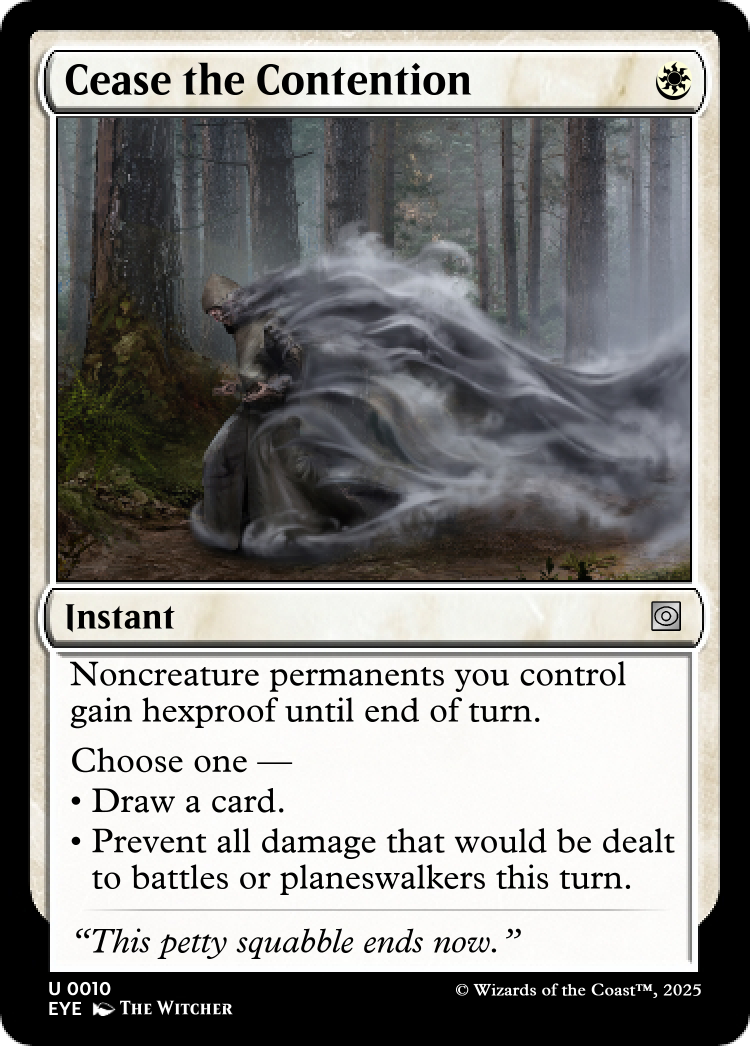 Cease the Contention
Instant
Noncreature permanents you control
gain hexproof until end of turn.
Choose one —
• Draw a card.
• Prevent all damage that would be dealt
to battles or planeswalkers this turn.
“This petty squabble ends now.”
U 0010
© Wizards of the Coast™, 2025
EYE The Witcher